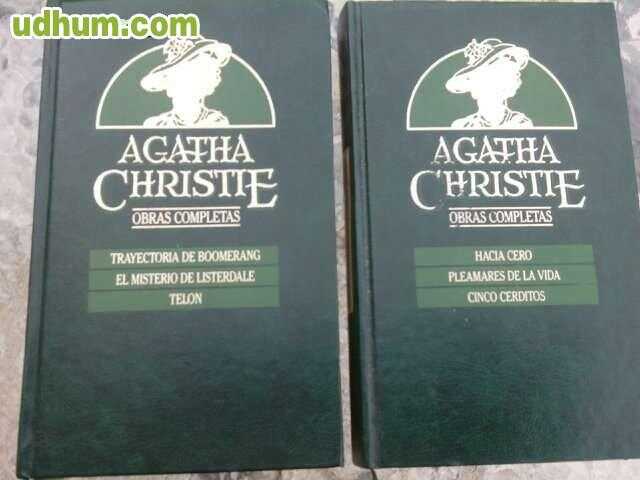 udhum.com
AGATHA
CHRISTIE
OBRAS COMPLETAS
TRAYECTORIA DE BOOMERANG
EL MISTERIO DE LISTERDALE
TELON
AGATHA
CHRISTIE
OBRAS COMPLETAS
HACIA CERO
PLEAMARES DE LA VIDA
CINCO CERDITOS